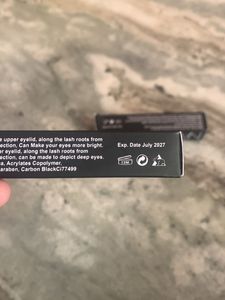 e upper eyelid, along the lash roots from
ection, Can Make your eyes more bright.
er eyelid, along the lash roots from
ection, can be made to depict deep eyes.
a, Acrylates Copolymer,
araben, Carbon BlackCi77499
Exp. Date July 2027